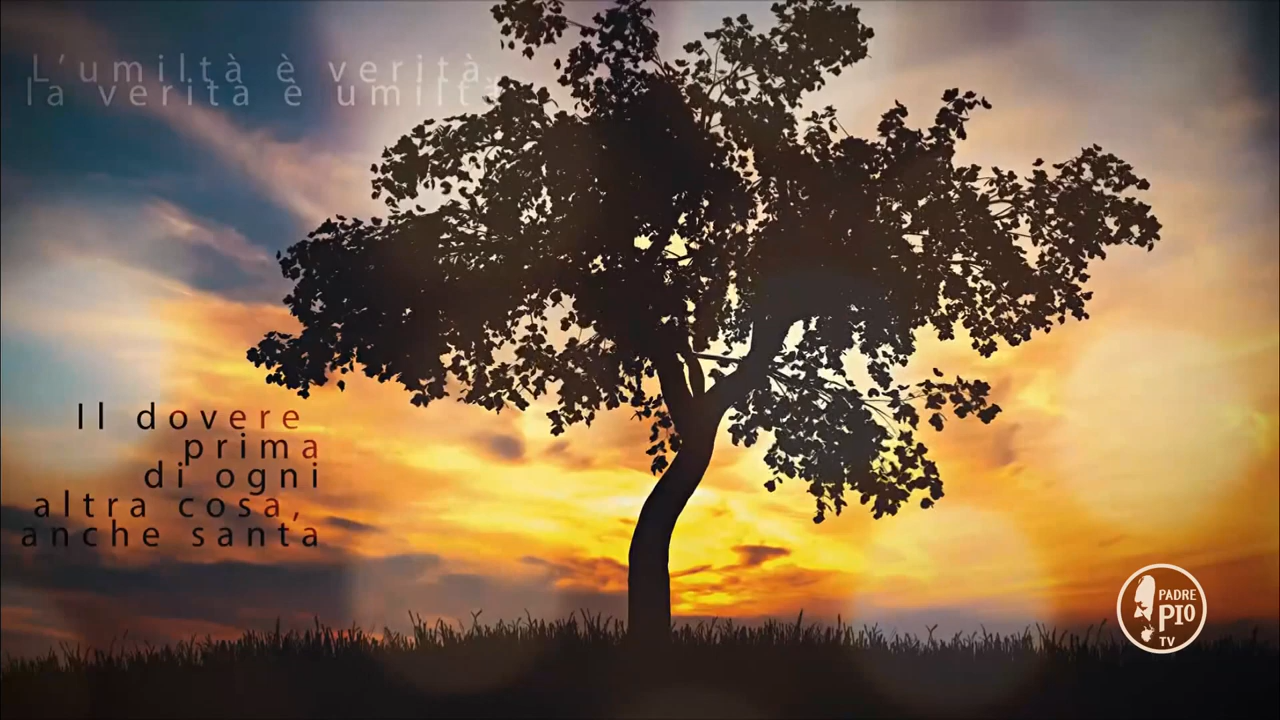 L'umiltà è verità,
la verità è umiltà
Il dovere
prima
di ogni
altra cosa,
anche santa
PADRE
PIO
TV